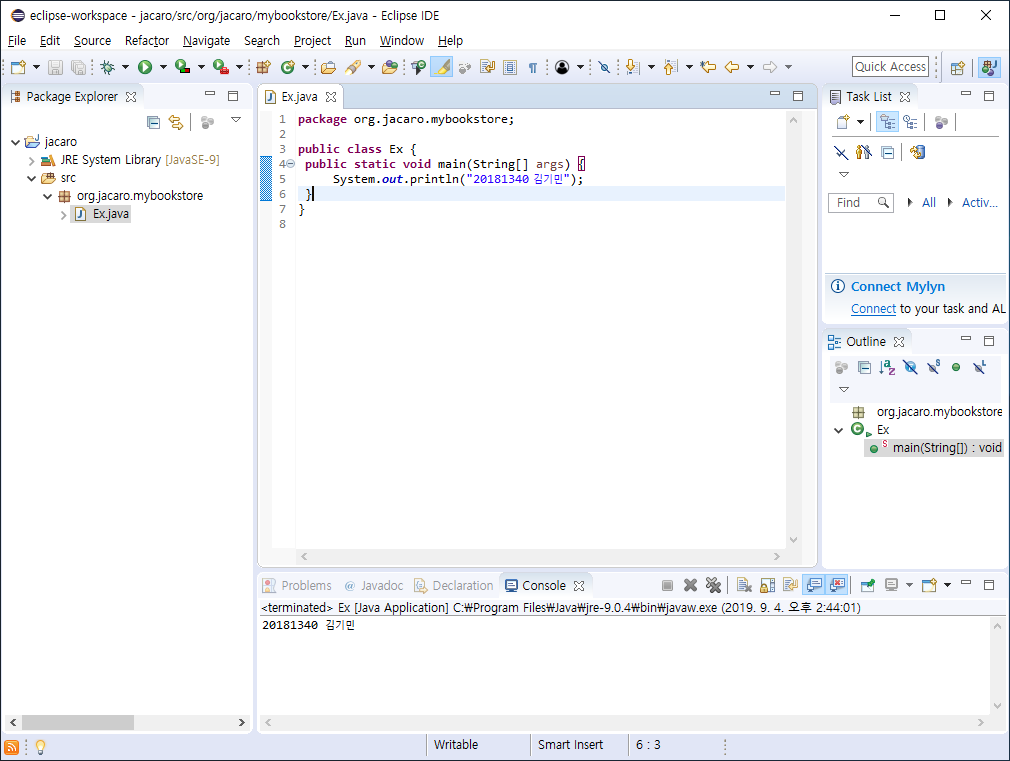 eclipse-workspace - jacaro/src/org/jacaro/mybookstore/Ex.java - Eclipse IDE
File Edit Source Refactor Navigate Search Project Run Window Help
Quick Access
Package Explorer
jacaro
JRE System Library [JavaSE-9]
src
org.jacaro.mybookstore
Ex.java
Ex.java
1 package org.jacaro.mybookstore;
2
3 public class Ex {
4 public static void main(String[] args) {
5 System.out.println("20181340 김기민");
6 }
7 }
8
Task List
Find All Activ...
Connect Mylyn
Connect to your task and AL
Outline
org.jacaro.mybookstore
Ex
main(String[]) : void
Problems Javadoc Declaration Console
<terminated> Ex [Java Application] C:₩Program Files₩Java₩jre-9.0.4₩bin₩javaw.exe (2019. 9. 4. 오후 2:44:01)
20181340 김기민
Writable Smart Insert 6 : 3